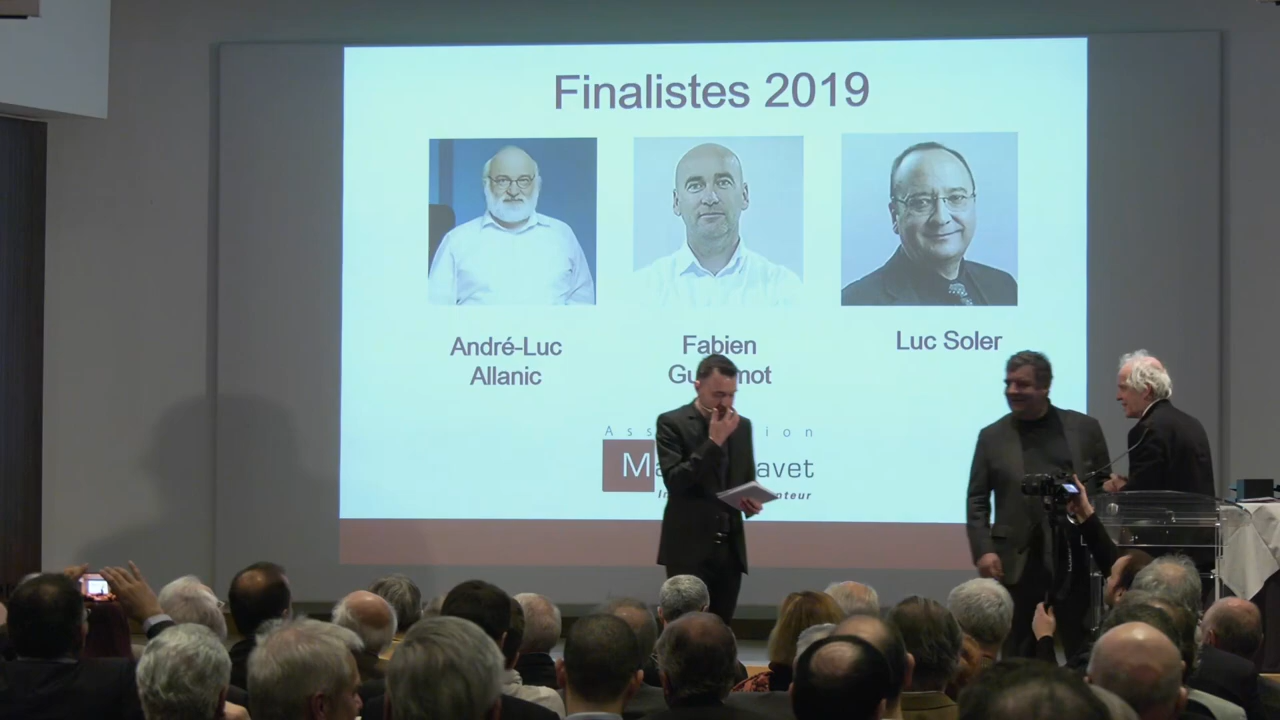 Finalistes 2019
André-Luc
Allanic
Fabien
Luc Soler